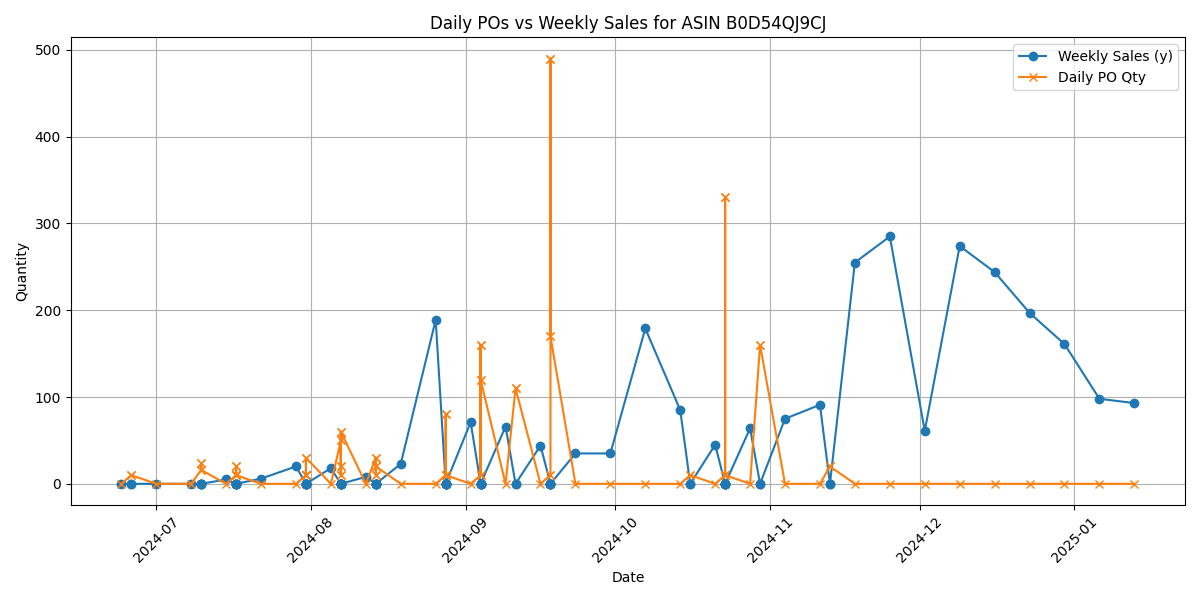 Daily POs vs Weekly Sales for ASIN B0D54QJ9CJ
Weekly Sales (y)
Daily PO Qty
Quantity
500
400
300
200
100
0
2024-07
2024-08
2024-09
2024-10
2024-11
2024-12
2025-01
Date